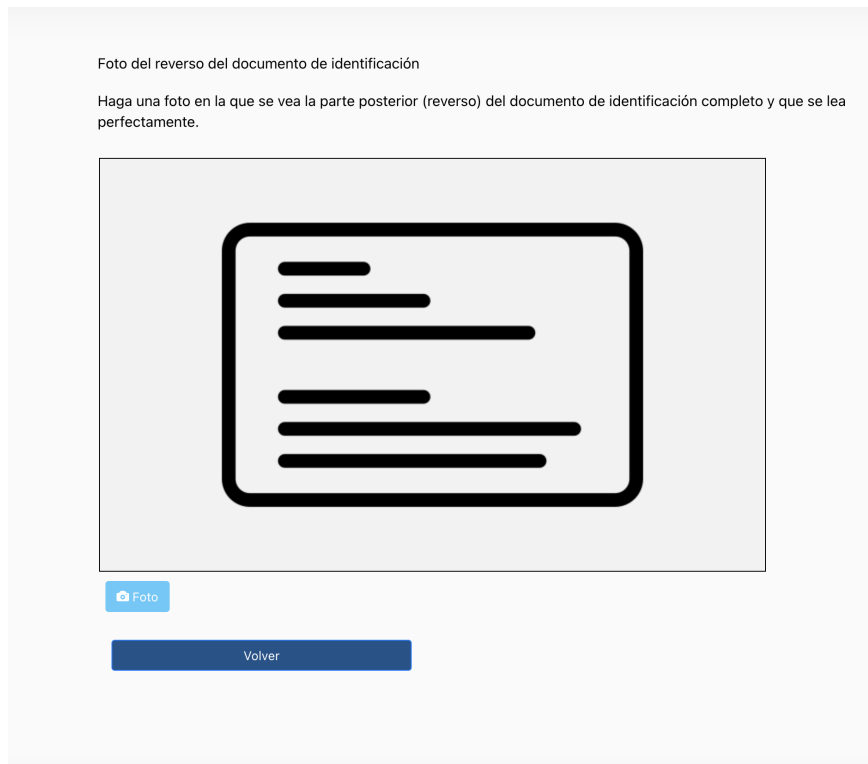 Foto del reverso del documento de identificación
Haga una foto en la que se vea la parte posterior (reverso) del documento de identificación completo y que se lea
perfectamente.
Foto
Volver